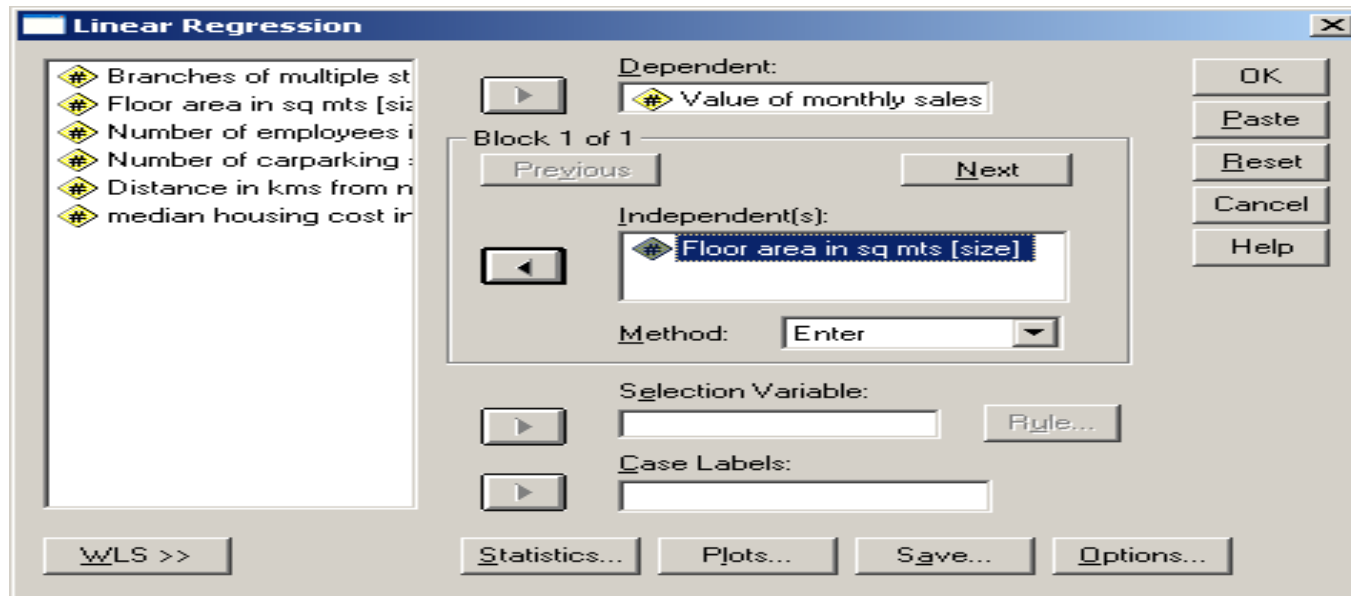 Linear Regression
Branches of multiple st
Floor area in sq mts [siz
Number of employees i
Number of carparking
Distance in kms from n
median housing cost in
WLS >>
Dependent:
Value of monthly sales
Block 1 of 1
Previous
Next
Independent(s):
Floor area in sq mts [size]
Method:
Enter
Selection Variable:
Rule...
Case Labels:
Statistics...
Plots...
Save...
Options...
OK
Paste
Reset
Cancel
Help